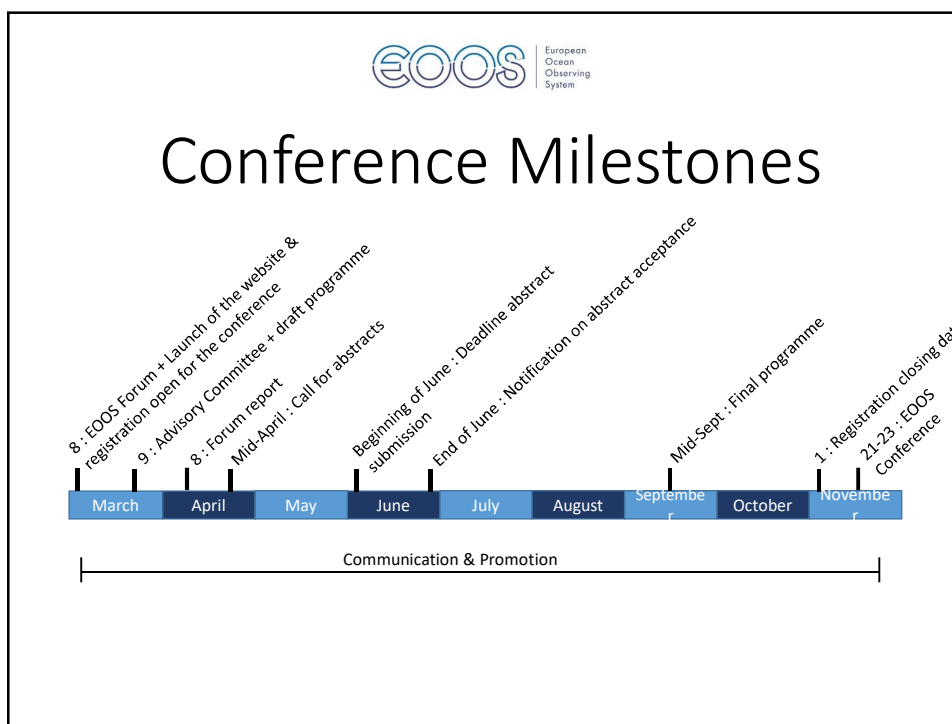 EOOS
European
Ocean
Observing
System
Conference Milestones
8 : EOOS Forum + Launch of the website &
registration open for the conference
9 : Advisory Committee + draft programme
8 : Forum report
Mid-April : Call for abstracts
Beginning of June : Deadline abstract
submission
End of June : Notification on abstract acceptance
Mid-Sept : Final programme
1 : Registration closing dat
21-23 : EOOS
Conference
March
April
May
June
July
August
Septembe
r
October
Novembe
r
Communication & Promotion